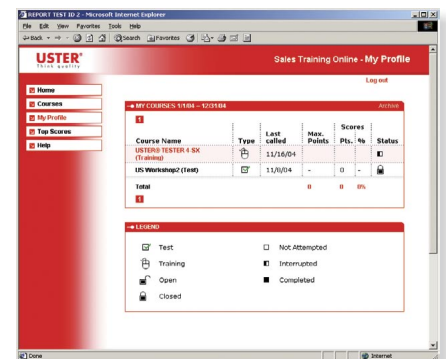 REPORT TEST ID 2 - Microsoft Internet Explorer
File Edit View Favorites Tools Help
Back Search Favorites
USTER®
Think quality
Sales Training Online - My Profile
Log out
Home
Courses
My Profile
Top Scores
Help
MY COURSES 1/1/04 – 12/31/04 Archive
1
Scores
Course Name Type Last called Max. Points Pts. % Status
USTER® TESTER 4-SX (Training) 11/16/04
US Workshop2 (Test) 11/8/04 - 0 -
Total 0 0 0%
1
LEGEND
Test Not Attempted
Training Interrupted
Open Completed
Closed
Done Internet